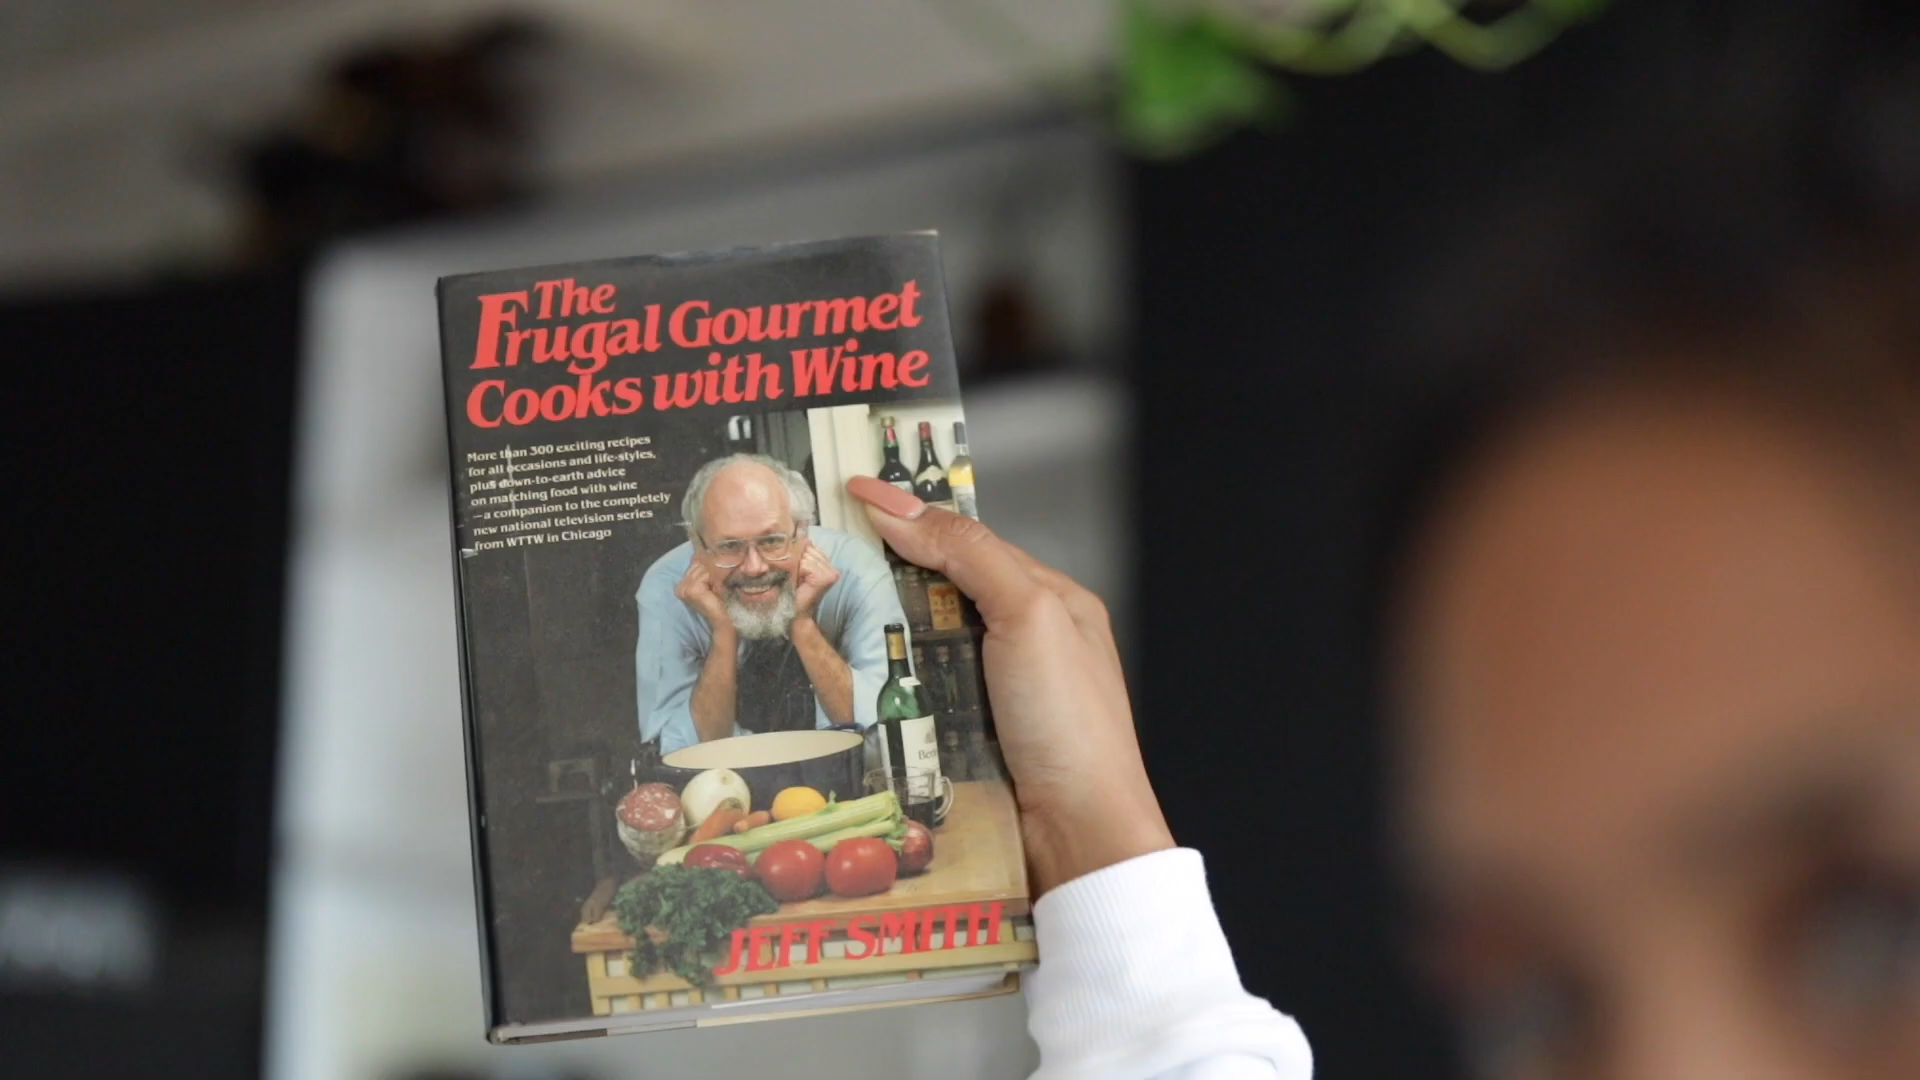 The
Frugal Gourmet
Cooks with Wine
More than 300 exciting recipes
for all occasions and life-styles,
plus down-to-earth advice
on matching food with wine
—a companion to the completely
new national television series
from WTTW in Chicago
JEFF SMITH